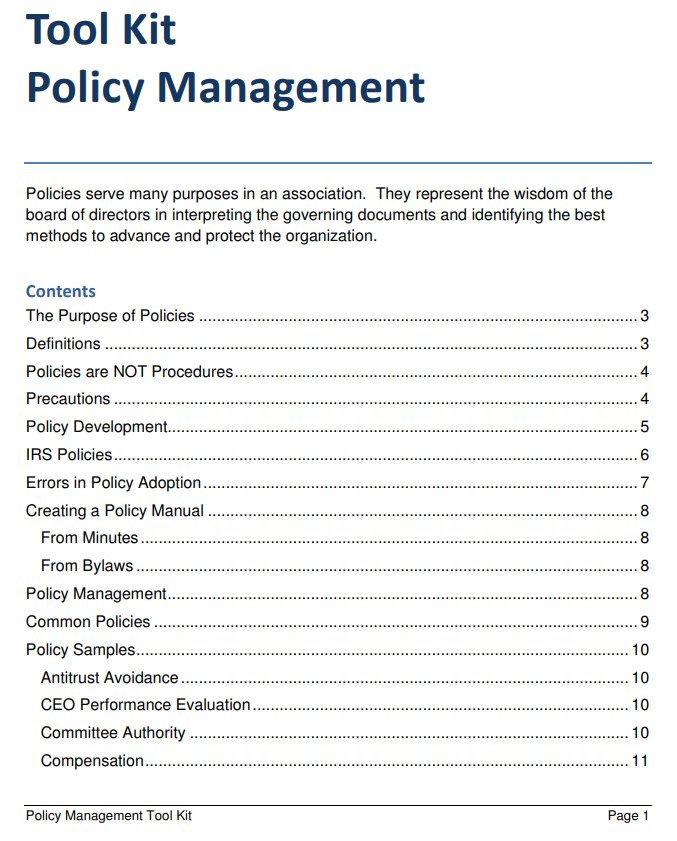 Tool Kit
Policy Management
Policies serve many purposes in an association.  They represent the wisdom of the
board of directors in interpreting the governing documents and identifying the best
methods to advance and protect the organization.
Contents
The Purpose of Policies ........................................................................................................ 3
Definitions ........................................................................................................ 3
Policies are NOT Procedures........................................................................................ 4
Precautions ........................................................................................................ 4
Policy Development........................................................................................................ 5
IRS Policies........................................................................................................ 6
Errors in Policy Adoption........................................................................................ 7
Creating a Policy Manual ........................................................................................ 8
From Minutes........................................................................................................ 8
From Bylaws ........................................................................................................ 8
Policy Management........................................................................................................ 8
Common Policies ........................................................................................................ 9
Policy Samples........................................................................................................ 10
Antitrust Avoidance........................................................................................ 10
CEO Performance Evaluation........................................................................ 10
Committee Authority ........................................................................................ 10
Compensation........................................................................................................ 11
Policy Management Tool Kit Page 1